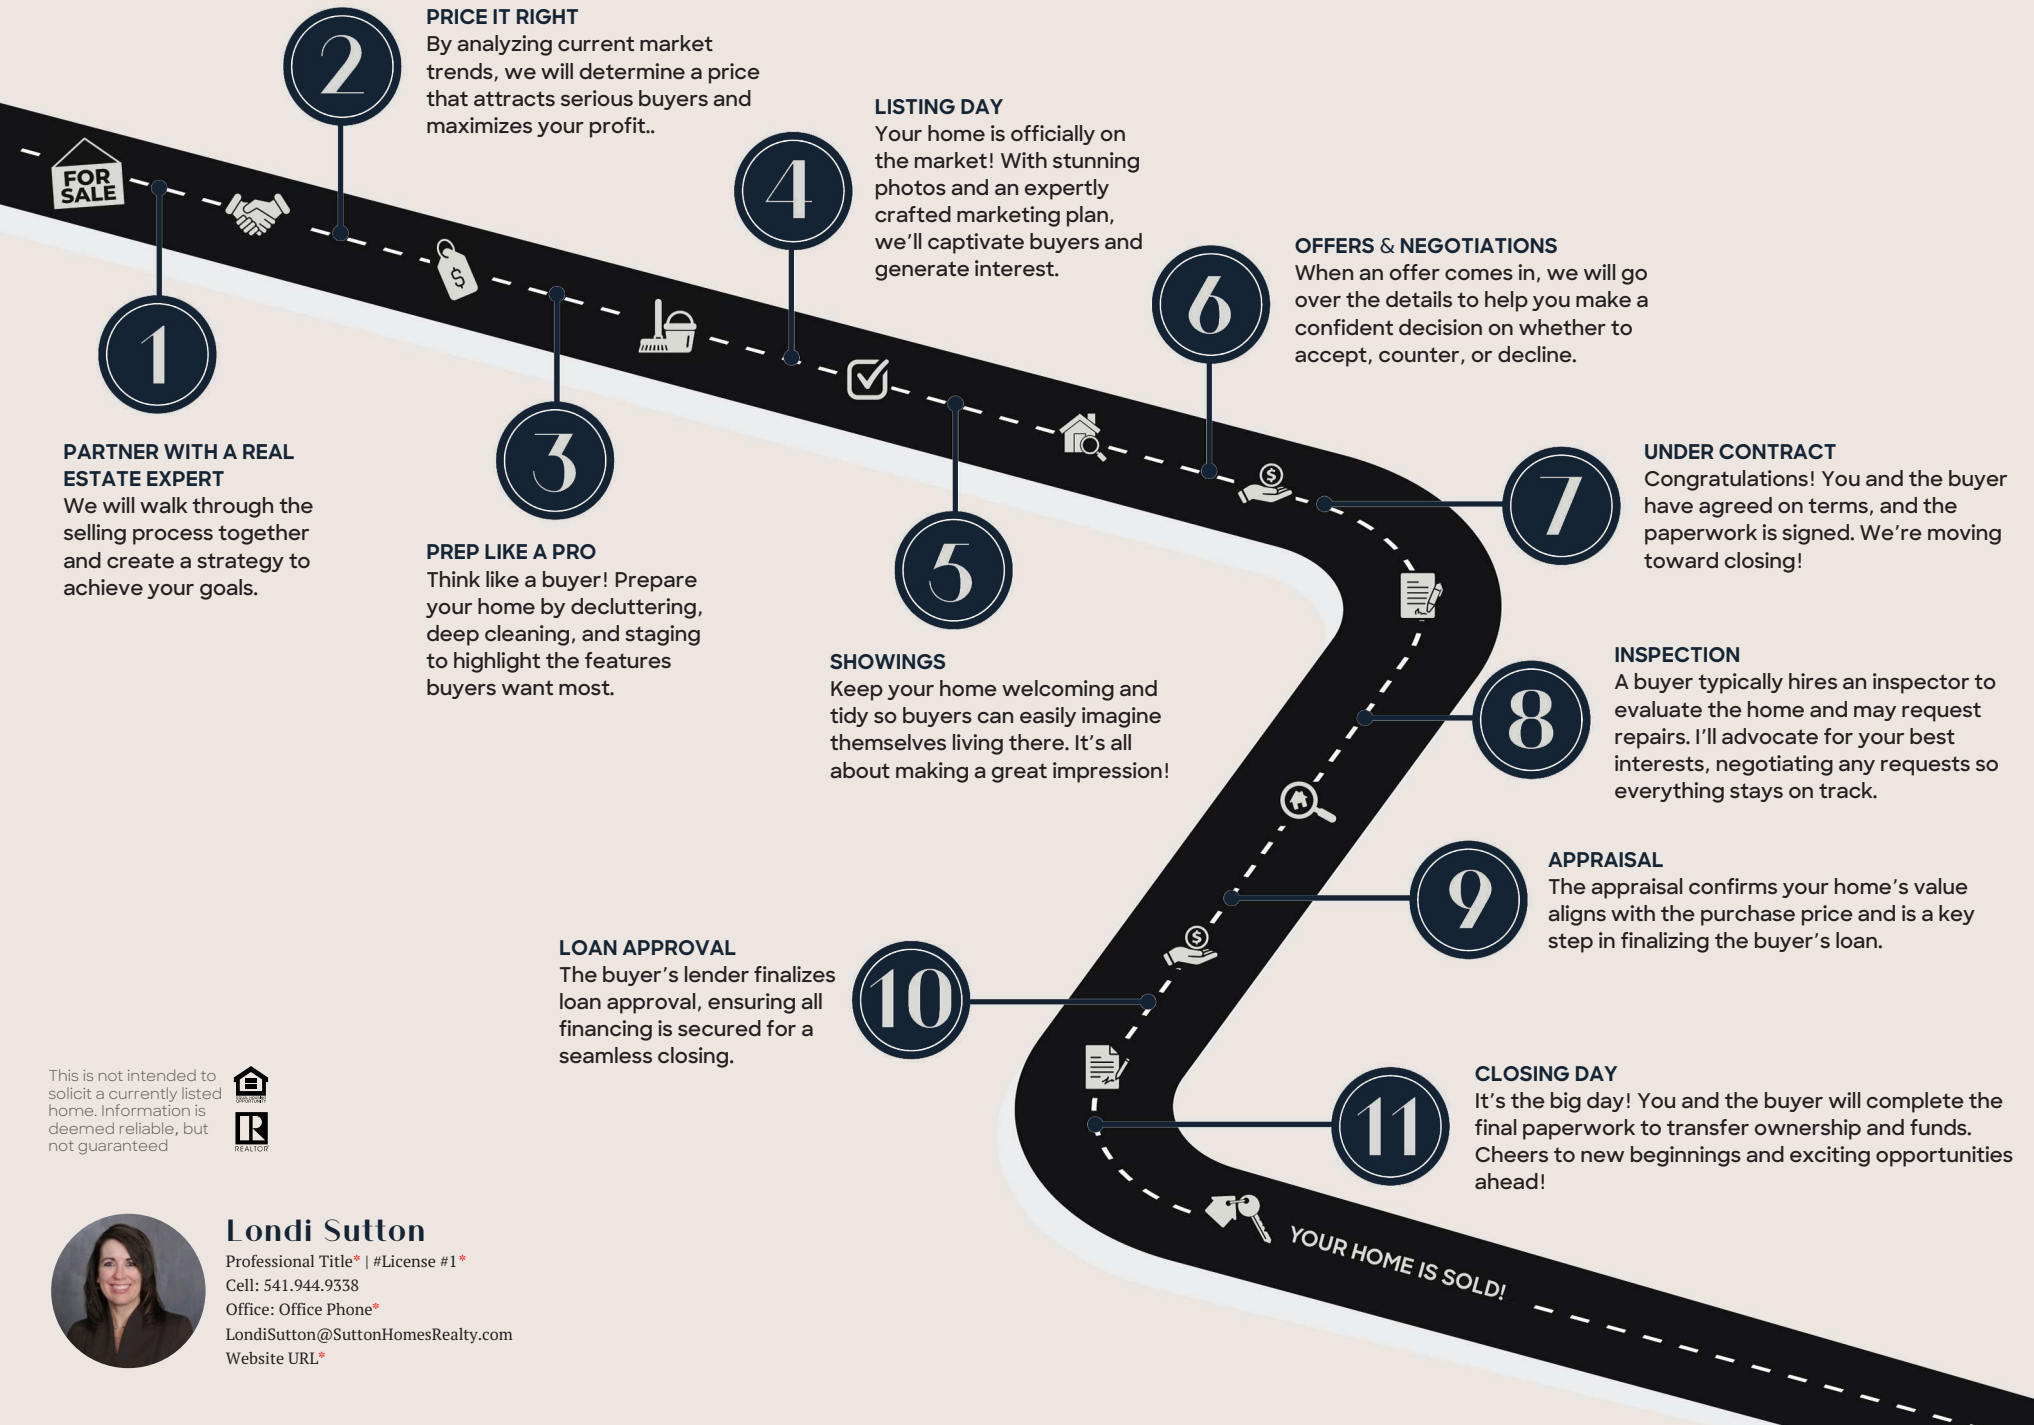 FOR
SALE
1
PARTNER WITH A REAL
ESTATE EXPERT
We will walk through the
selling process together
and create a strategy to
achieve your goals.
2
PRICE IT RIGHT
By analyzing current market
trends, we will determine a price
that attracts serious buyers and
maximizes your profit..
$
3
PREP LIKE A PRO
Think like a buyer! Prepare
your home by decluttering,
deep cleaning, and staging
to highlight the features
buyers want most.
4
LISTING DAY
Your home is officially on
the market! With stunning
photos and an expertly
crafted marketing plan,
we’ll captivate buyers and
generate interest.
5
SHOWINGS
Keep your home welcoming and
tidy so buyers can easily imagine
themselves living there. It’s all
about making a great impression!
6
OFFERS & NEGOTIATIONS
When an offer comes in, we will go
over the details to help you make a
confident decision on whether to
accept, counter, or decline.
$
7
UNDER CONTRACT
Congratulations! You and the buyer
have agreed on terms, and the
paperwork is signed. We’re moving
toward closing!
8
INSPECTION
A buyer typically hires an inspector to
evaluate the home and may request
repairs. I’ll advocate for your best
interests, negotiating any requests so
everything stays on track.
9
APPRAISAL
The appraisal confirms your home’s value
aligns with the purchase price and is a key
step in finalizing the buyer’s loan.
$
10
LOAN APPROVAL
The buyer’s lender finalizes
loan approval, ensuring all
financing is secured for a
seamless closing.
11
CLOSING DAY
It’s the big day! You and the buyer will complete the
final paperwork to transfer ownership and funds.
Cheers to new beginnings and exciting opportunities
ahead!
YOUR HOME IS SOLD!
This is not intended to
solicit a currently listed
home. Information is
deemed reliable, but
not guaranteed
EQUAL HOUSING
OPPORTUNITY
R
REALTOR®
Londi Sutton
Professional Title* | #License #1*
Cell: 541.944.9338
Office: Office Phone*
LondiSutton@SuttonHomesRealty.com
Website URL*